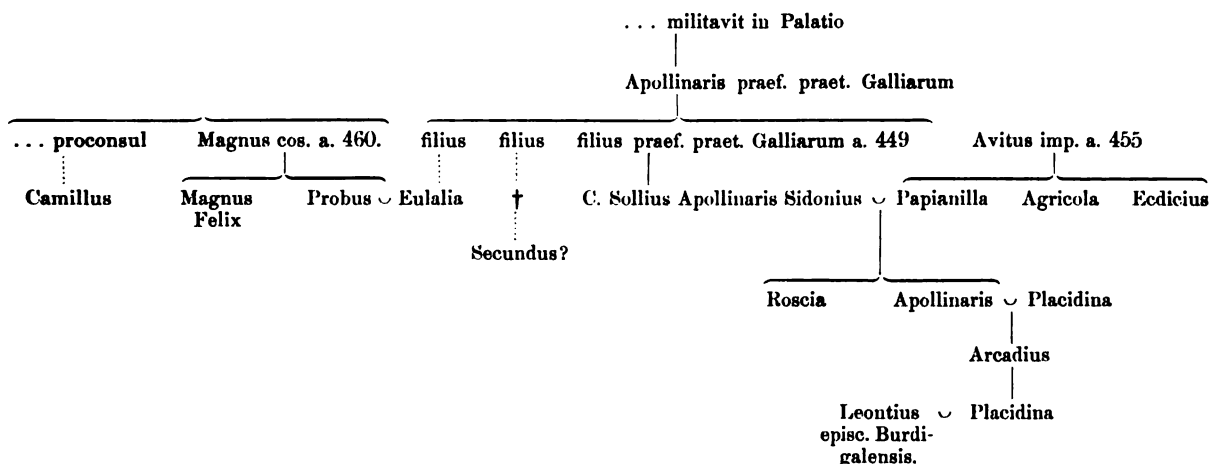 . . . militavit in Palatio
Apollinaris praef. praet. Galliarum
. . . proconsul Magnus cos. a. 460. filius filius filius praef. praet. Galliarum a. 449 Avitus imp. a. 455
Camillus Magnus Probus ◡ Eulalia † C. Sollius Apollinaris Sidonius ◡ Papianilla Agricola Ecdicius
Felix
Secundus?
Roscia Apollinaris ◡ Placidina
Arcadius
Leontius ◡ Placidina
episc. Burdi-
galensis.